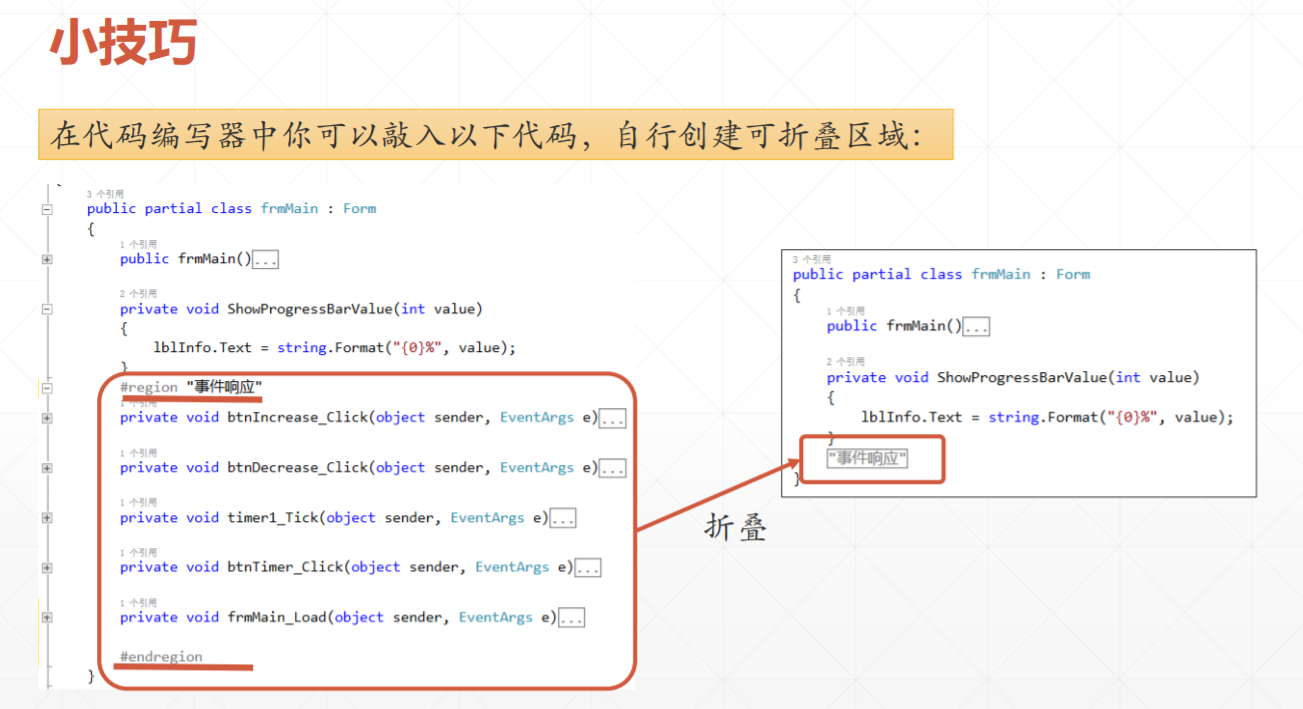 小技巧
在代码编写器中你可以敲入以下代码，自行创建可折叠区域：
3 个引用
public partial class frmMain : Form
{
1 个引用
public frmMain()...
2 个引用
private void ShowProgressBarValue(int value)
{
lblInfo.Text = string.Format("{0}%", value);
}
#region "事件响应"
1 个引用
private void btnIncrease_Click(object sender, EventArgs e)...
1 个引用
private void btnDecrease_Click(object sender, EventArgs e)...
1 个引用
private void timer1_Tick(object sender, EventArgs e)...
1 个引用
private void btnTimer_Click(object sender, EventArgs e)...
1 个引用
private void frmMain_Load(object sender, EventArgs e)...
#endregion
}
折叠
3 个引用
public partial class frmMain : Form
{
1 个引用
public frmMain()...
2 个引用
private void ShowProgressBarValue(int value)
{
lblInfo.Text = string.Format("{0}%", value);
}
"事件响应"
}